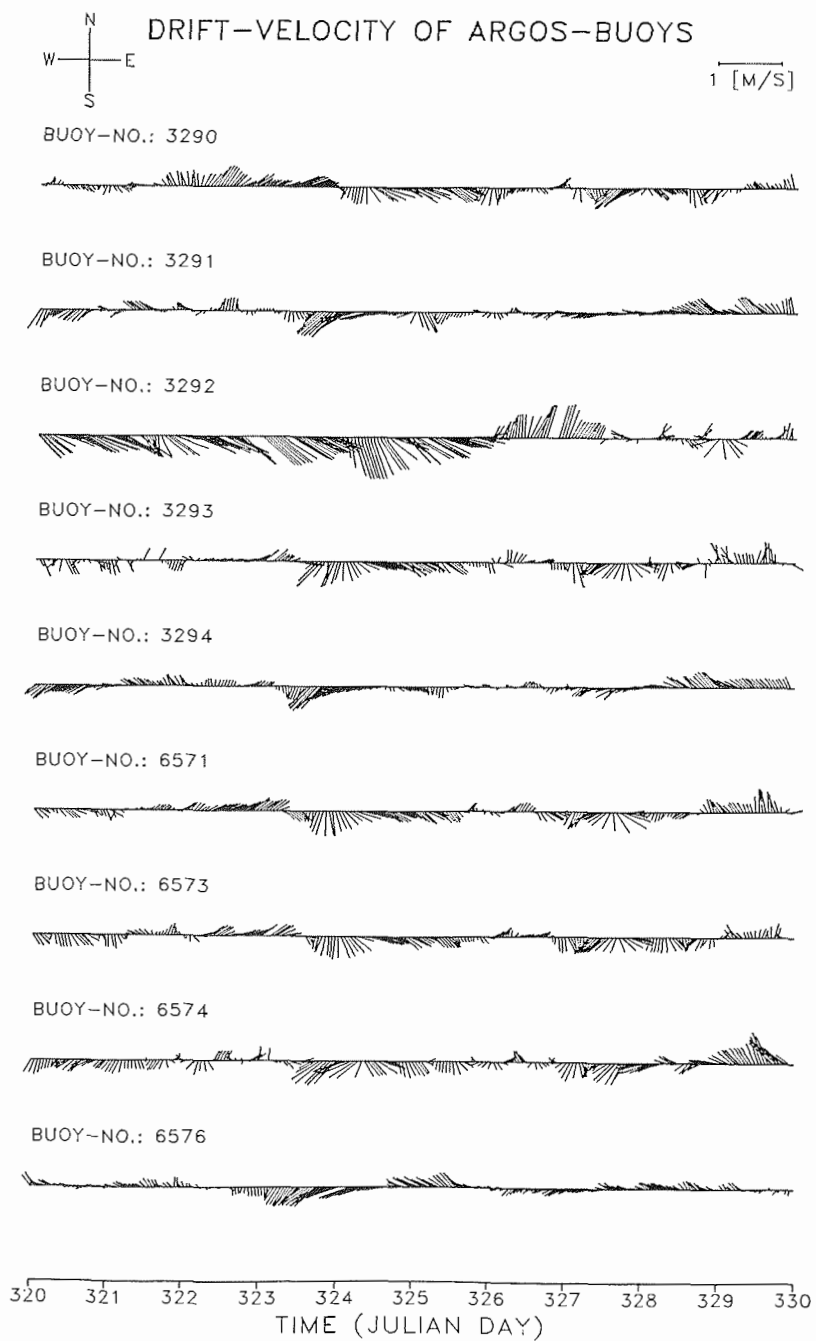 N
DRIFT-VELOCITY OF ARGOS-BUOYS
W E
S
1 [M/S]
BUOY-NO.: 3290
BUOY-NO.: 3291
BUOY-NO.: 3292
BUOY-NO.: 3293
BUOY-NO.: 3294
BUOY-NO.: 6571
BUOY-NO.: 6573
BUOY-NO.: 6574
BUOY-NO.: 6576
320 321 322 323 324 325 326 327 328 329 330
TIME (JULIAN DAY)